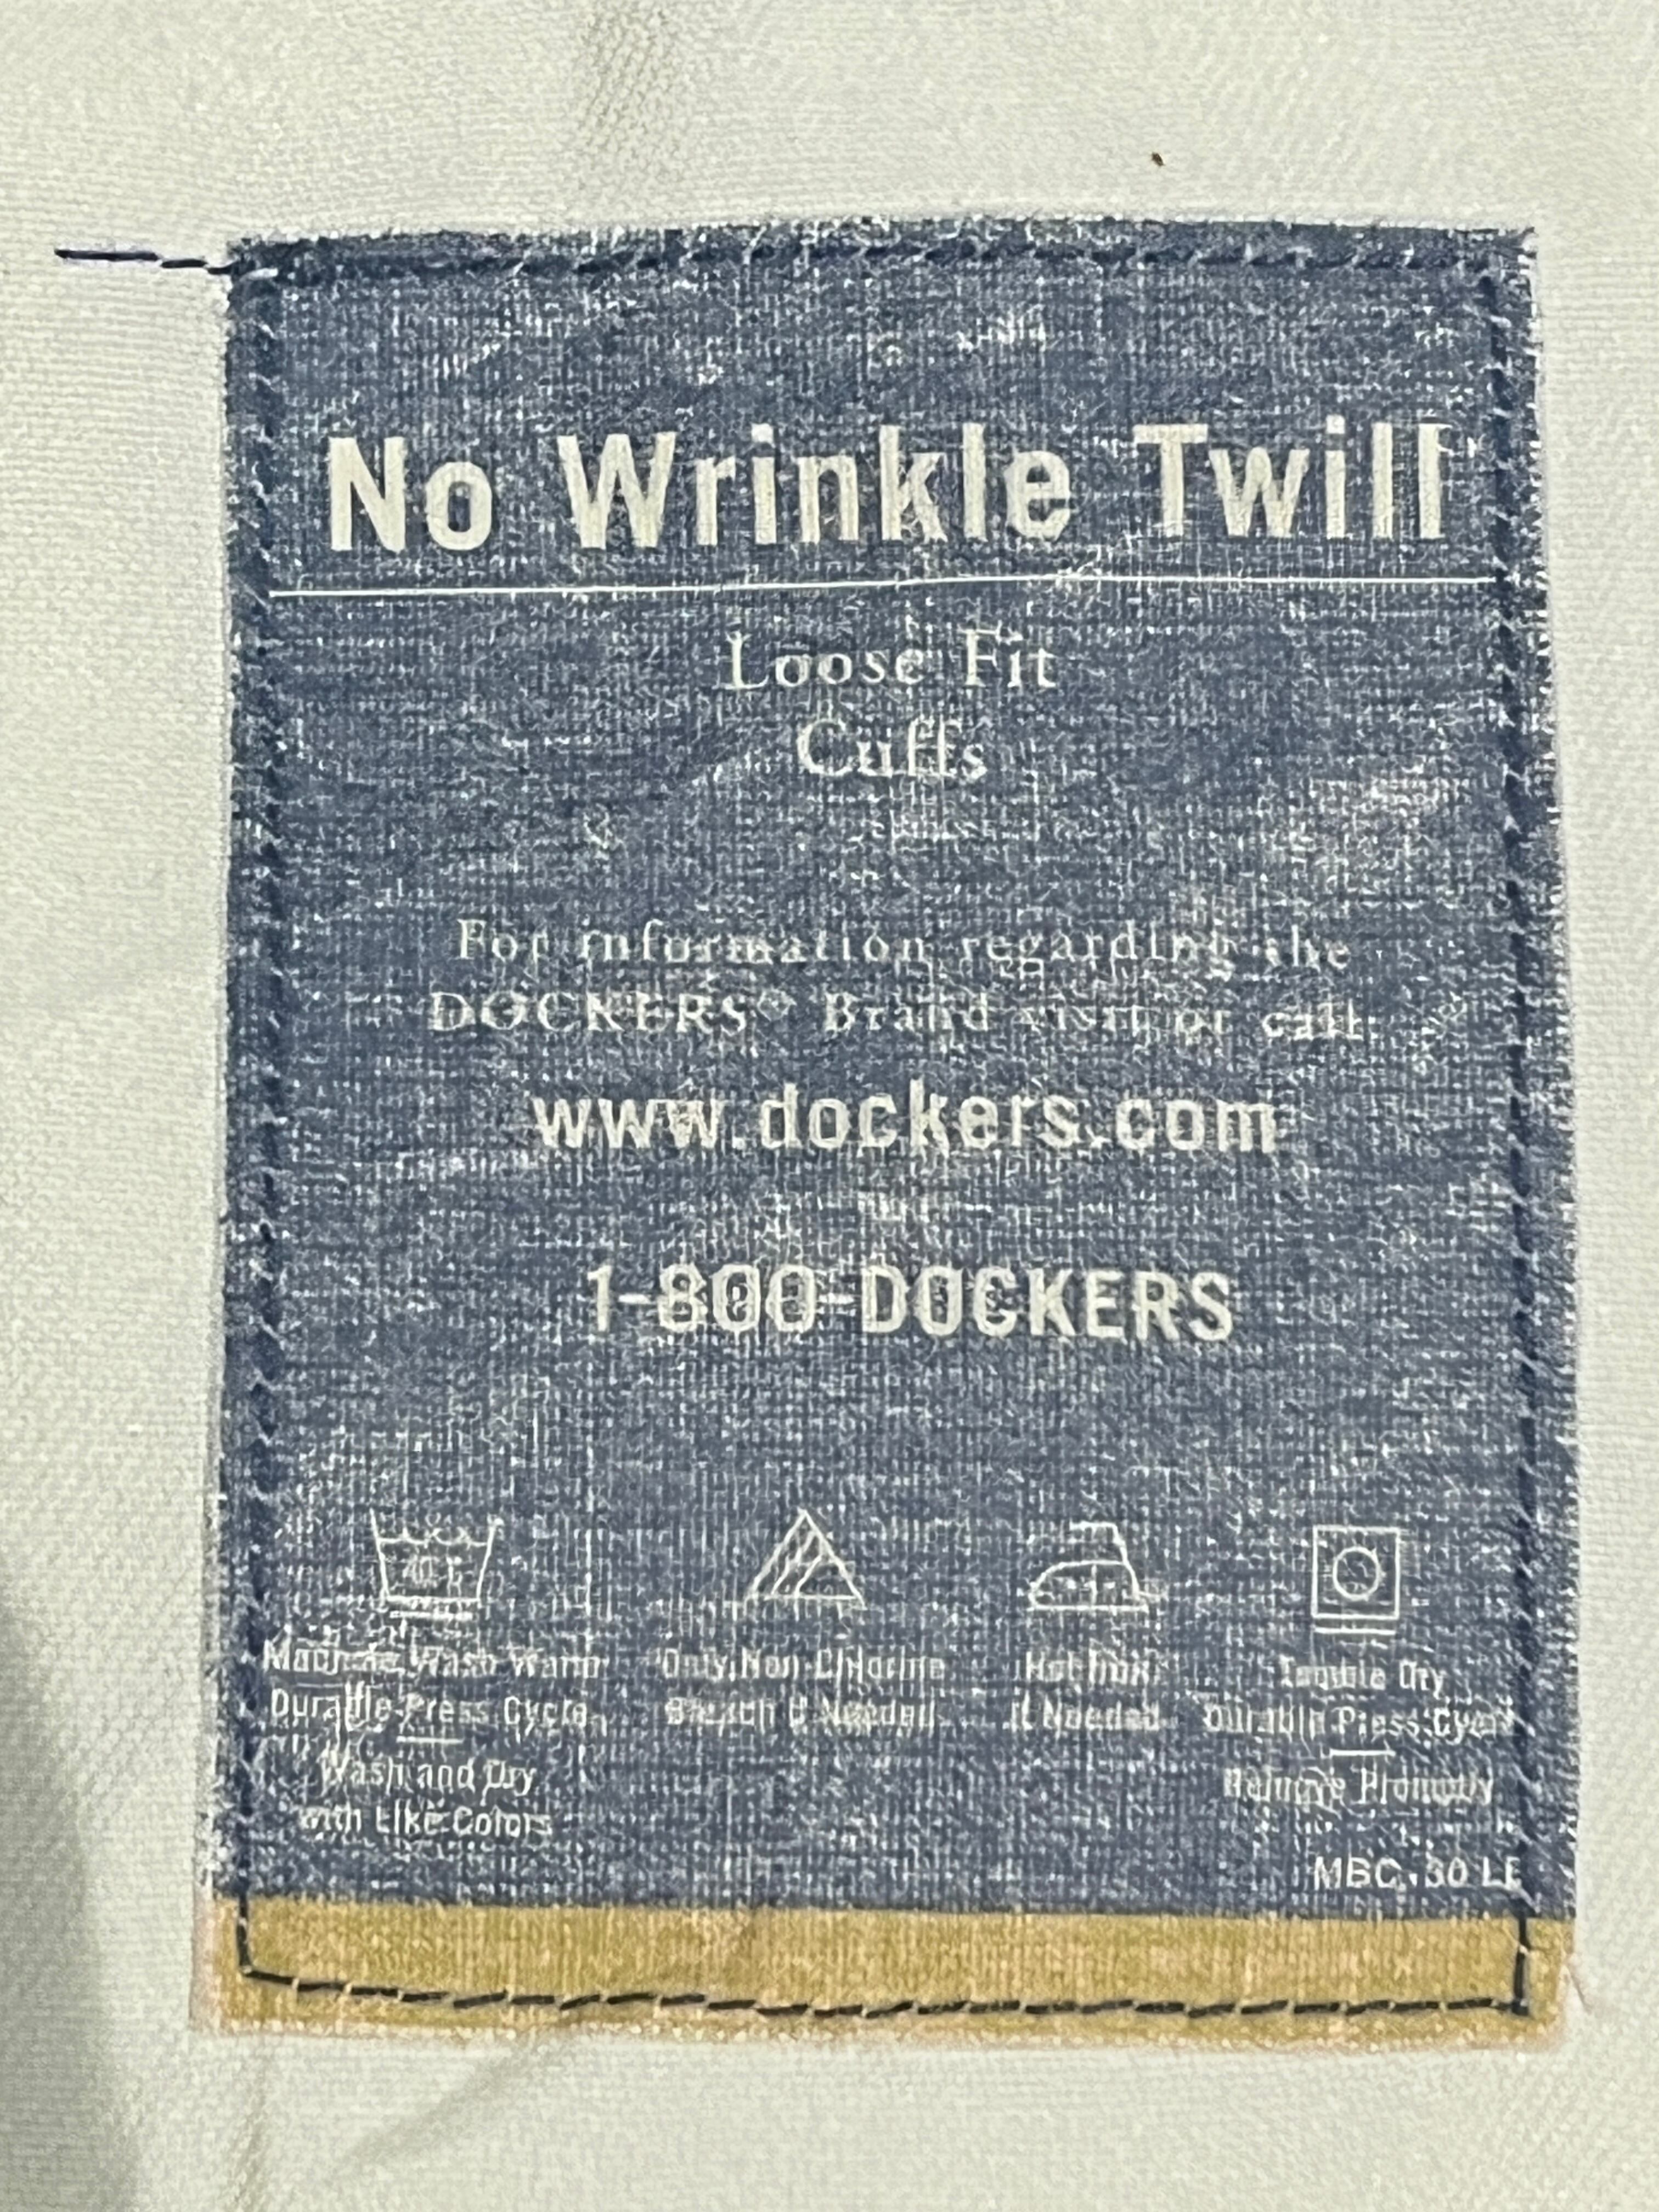 No Wrinkle Twill
Loose Fit
Cuffs
For information regarding the
DOCKERS® Brand visit or call:
www.dockers.com
1-800-DOCKERS
Machine Wash Warm
Durable Press Cycle
Wash and Dry
with Like Colors
Only Non-Chlorine
Bleach If Needed
Hot Iron
If Needed
Tumble Dry
Durable Press Cycle
Remove Promptly
MBC